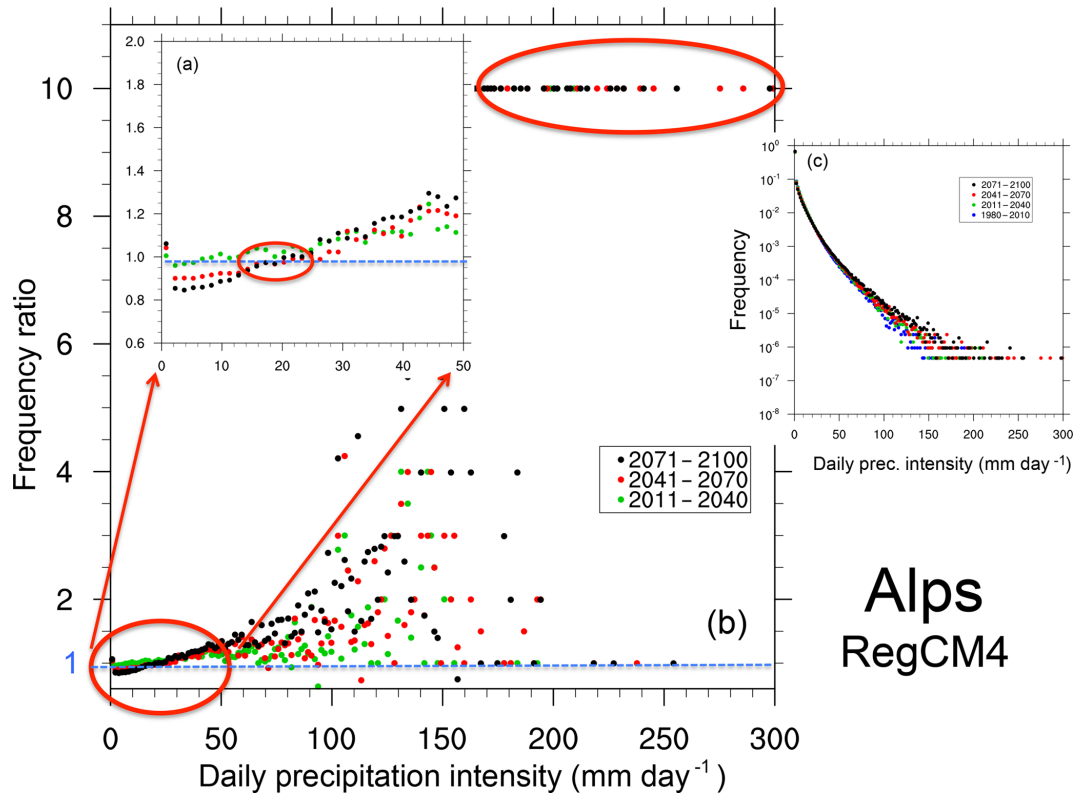 Frequency ratio
10
8
6
4
2
1
(a)
2.0
1.8
1.6
1.4
1.2
1.0
0.8
0.6
0 10 20 30 40 50
(c)
Frequency
10⁰
10⁻¹
10⁻²
10⁻³
10⁻⁴
10⁻⁵
10⁻⁶
10⁻⁷
10⁻⁸
2071–2100
2041–2070
2011–2040
1980–2010
0 50 100 150 200 250 300
Daily prec. intensity (mm day⁻¹)
2071–2100
2041–2070
2011–2040
(b)
Alps
RegCM4
0 50 100 150 200 250 300
Daily precipitation intensity (mm day⁻¹)